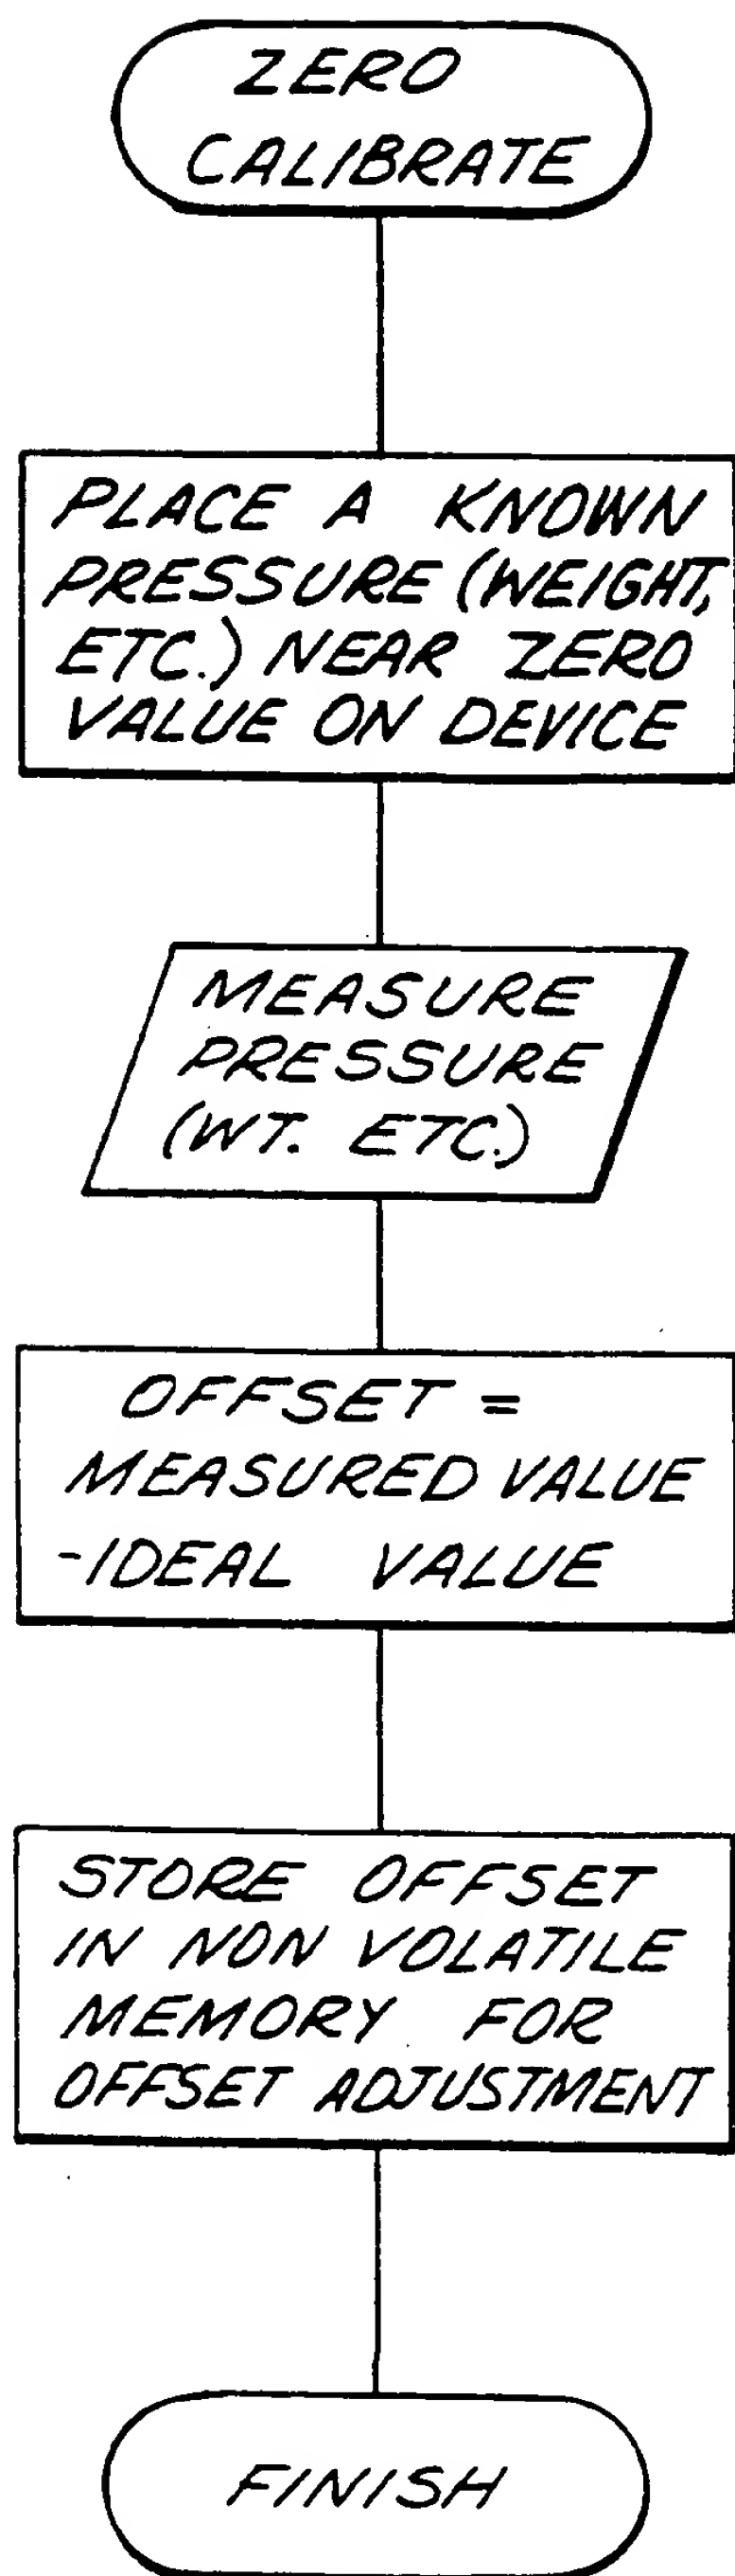 ZERO
CALIBRATE
PLACE A KNOWN
PRESSURE (WEIGHT,
ETC.) NEAR ZERO
VALUE ON DEVICE
MEASURE
PRESSURE
(WT. ETC.)
OFFSET =
MEASURED VALUE
-IDEAL VALUE
STORE OFFSET
IN NON VOLATILE
MEMORY FOR
OFFSET ADJUSTMENT
FINISH